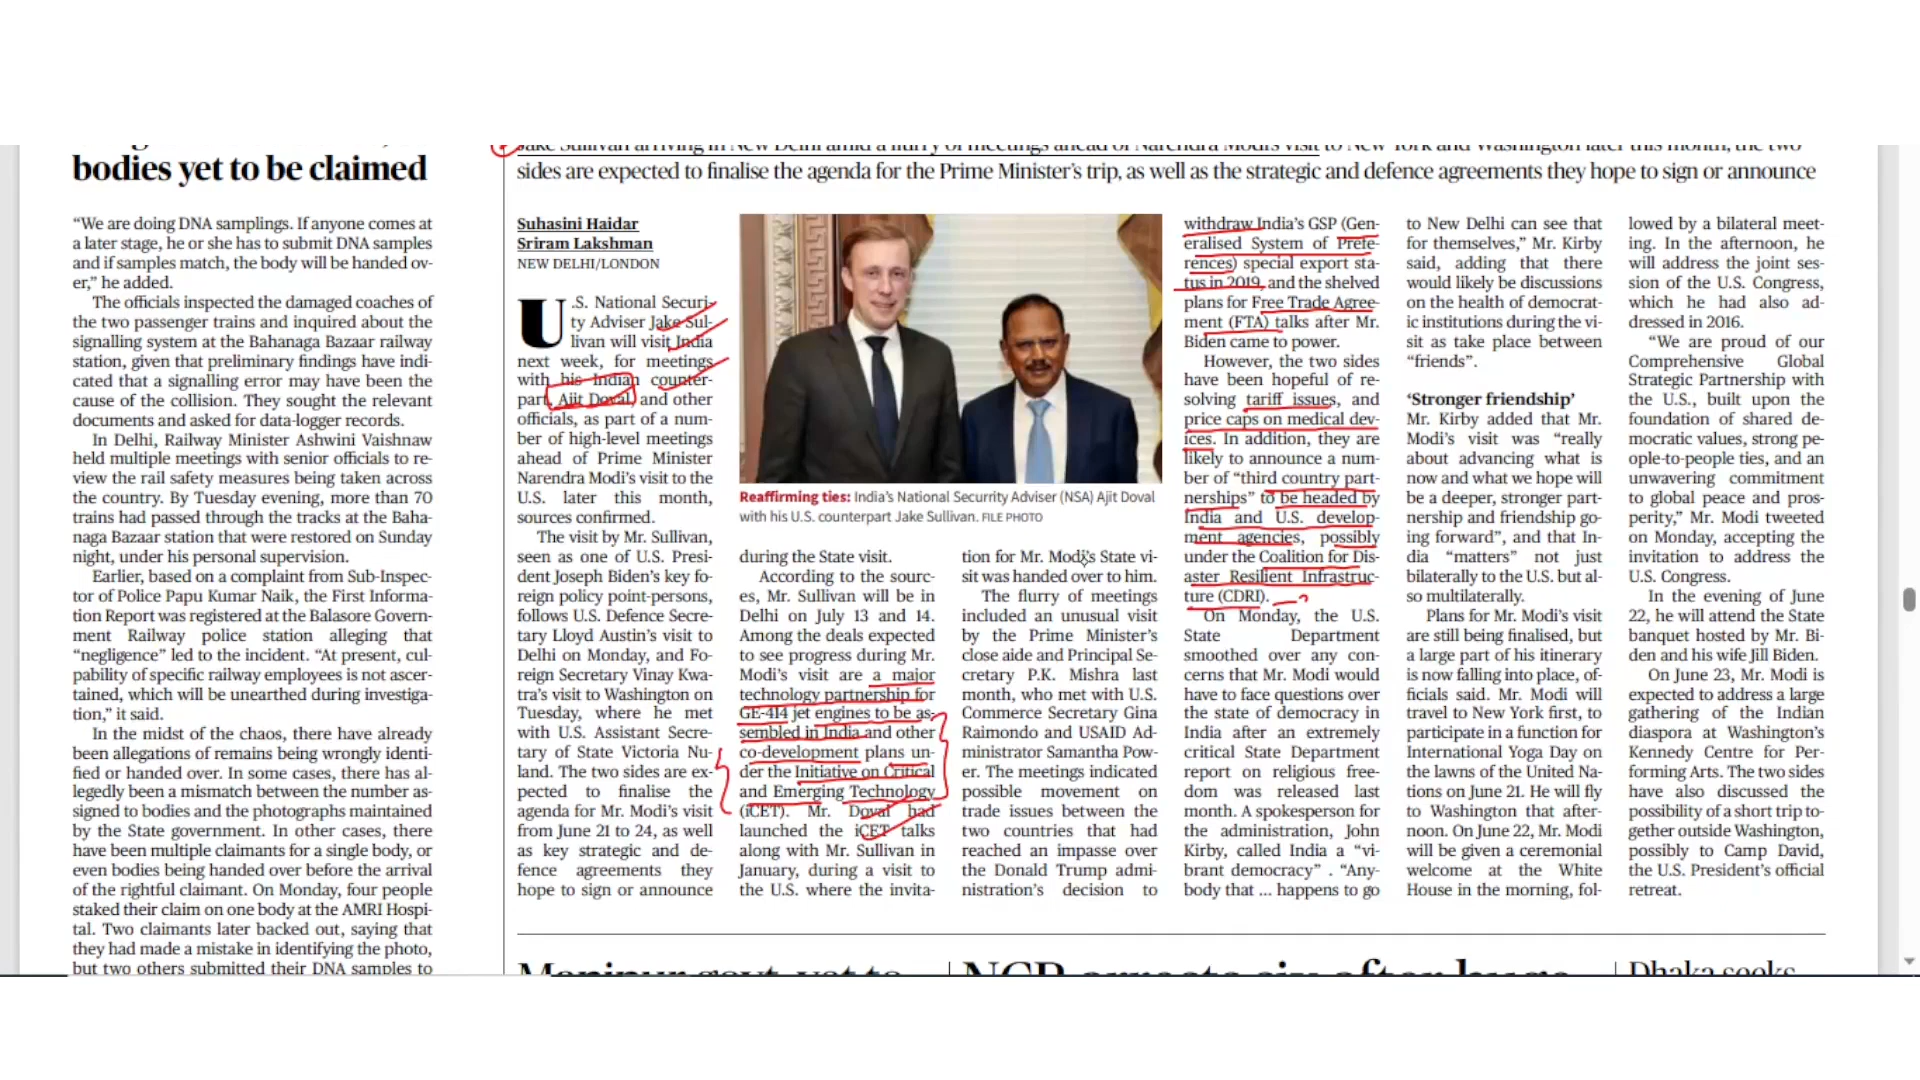 bodies yet to be claimed
“We are doing DNA samplings. If anyone comes at
a later stage, he or she has to submit DNA samples
and if samples match, the body will be handed ov-
er,” he added.
The officials inspected the damaged coaches of
the two passenger trains and inquired about the
signalling system at the Bahanaga Bazaar railway
station, given that preliminary findings have indi-
cated that a signalling error may have been the
cause of the collision. They sought the relevant
documents and asked for data-logger records.
In Delhi, Railway Minister Ashwini Vaishnaw
held multiple meetings with senior officials to re-
view the rail safety measures being taken across
the country. By Tuesday evening, more than 70
trains had passed through the tracks at the Baha-
naga Bazaar station that were restored on Sunday
night, under his personal supervision.
Earlier, based on a complaint from Sub-Inspec-
tor of Police Papu Kumar Naik, the First Informa-
tion Report was registered at the Balasore Govern-
ment Railway police station alleging that
“negligence” led to the incident. “At present, cul-
pability of specific railway employees is not ascer-
tained, which will be unearthed during investiga-
tion,” it said.
In the midst of the chaos, there have already
been allegations of remains being wrongly identi-
fied or handed over. In some cases, there has al-
legedly been a mismatch between the number as-
signed to bodies and the photographs maintained
by the State government. In other cases, there
have been multiple claimants for a single body, or
even bodies being handed over before the arrival
of the rightful claimant. On Monday, four people
staked their claim on one body at the AMRI Hospi-
tal. Two claimants later backed out, saying that
they had made a mistake in identifying the photo,
but two others submitted their DNA samples to
Jake Sullivan arriving in New Delhi amid a flurry of meetings ahead of Narendra Modi’s visit to New York and Washington later this month, the two
sides are expected to finalise the agenda for the Prime Minister’s trip, as well as the strategic and defence agreements they hope to sign or announce
Suhasini Haidar
Sriram Lakshman
NEW DELHI/LONDON
U.S. National Securi-
ty Adviser Jake Sul-
livan will visit India
next week, for meetings
with his Indian counter-
part, Ajit Doval, and other
officials, as part of a num-
ber of high-level meetings
ahead of Prime Minister
Narendra Modi’s visit to the
U.S. later this month,
sources confirmed.
The visit by Mr. Sullivan,
seen as one of U.S. Presi-
dent Joseph Biden’s key fo-
reign policy point-persons,
follows U.S. Defence Secre-
tary Lloyd Austin’s visit to
Delhi on Monday, and Fo-
reign Secretary Vinay Kwa-
tra’s visit to Washington on
Tuesday, where he met
with U.S. Assistant Secre-
tary of State Victoria Nu-
land. The two sides are ex-
pected to finalise the
agenda for Mr. Modi’s visit
from June 21 to 24, as well
as key strategic and de-
fence agreements they
hope to sign or announce
Reaffirming ties: India’s National Securrity Adviser (NSA) Ajit Doval
with his U.S. counterpart Jake Sullivan. FILE PHOTO
during the State visit.
According to the sourc-
es, Mr. Sullivan will be in
Delhi on July 13 and 14.
Among the deals expected
to see progress during Mr.
Modi’s visit are a major
technology partnership for
GE-414 jet engines to be as-
sembled in India and other
co-development plans un-
der the Initiative on Critical
and Emerging Technology
(iCET). Mr. Doval had
launched the iCET talks
along with Mr. Sullivan in
January, during a visit to
the U.S. where the invita-
tion for Mr. Modi’s State vi-
sit was handed over to him.
The flurry of meetings
included an unusual visit
by the Prime Minister’s
close aide and Principal Se-
cretary P.K. Mishra last
month, who met with U.S.
Commerce Secretary Gina
Raimondo and USAID Ad-
ministrator Samantha Pow-
er. The meetings indicated
possible movement on
trade issues between the
two countries that had
reached an impasse over
the Donald Trump admi-
nistration’s decision to
withdraw India’s GSP (Gen-
eralised System of Prefe-
rences) special export sta-
tus in 2019, and the shelved
plans for Free Trade Agree-
ment (FTA) talks after Mr.
Biden came to power.
However, the two sides
have been hopeful of re-
solving tariff issues, and
price caps on medical dev-
ices. In addition, they are
likely to announce a num-
ber of “third country part-
nerships” to be headed by
India and U.S. develop-
ment agencies, possibly
under the Coalition for Dis-
aster Resilient Infrastruc-
ture (CDRI).
On Monday, the U.S.
State Department
smoothed over any con-
cerns that Mr. Modi would
have to face questions over
the state of democracy in
India after an extremely
critical State Department
report on religious free-
dom was released last
month. A spokesperson for
the administration, John
Kirby, called India a “vi-
brant democracy” . “Any-
body that ... happens to go
to New Delhi can see that
for themselves,” Mr. Kirby
said, adding that there
would likely be discussions
on the health of democrat-
ic institutions during the vi-
sit as take place between
“friends”.
‘Stronger friendship’
Mr. Kirby added that Mr.
Modi’s visit was “really
about advancing what is
now and what we hope will
be a deeper, stronger part-
nership and friendship go-
ing forward”, and that In-
dia “matters” not just
bilaterally to the U.S. but al-
so multilaterally.
Plans for Mr. Modi’s visit
are still being finalised, but
a large part of his itinerary
is now falling into place, of-
ficials said. Mr. Modi will
travel to New York first, to
participate in a function for
International Yoga Day on
the lawns of the United Na-
tions on June 21. He will fly
to Washington that after-
noon. On June 22, Mr. Modi
will be given a ceremonial
welcome at the White
House in the morning, fol-
lowed by a bilateral meet-
ing. In the afternoon, he
will address the joint ses-
sion of the U.S. Congress,
which he had also ad-
dressed in 2016.
“We are proud of our
Comprehensive Global
Strategic Partnership with
the U.S., built upon the
foundation of shared de-
mocratic values, strong pe-
ople-to-people ties, and an
unwavering commitment
to global peace and pros-
perity,” Mr. Modi tweeted
on Monday, accepting the
invitation to address the
U.S. Congress.
In the evening of June
22, he will attend the State
banquet hosted by Mr. Bi-
den and his wife Jill Biden.
On June 23, Mr. Modi is
expected to address a large
gathering of the Indian
diaspora at Washington’s
Kennedy Centre for Per-
forming Arts. The two sides
have also discussed the
possibility of a short trip to-
gether outside Washington,
possibly to Camp David,
the U.S. President’s official
retreat.
Manipur govt. yet to
NCB arrests six after huge
Dhaka seeks